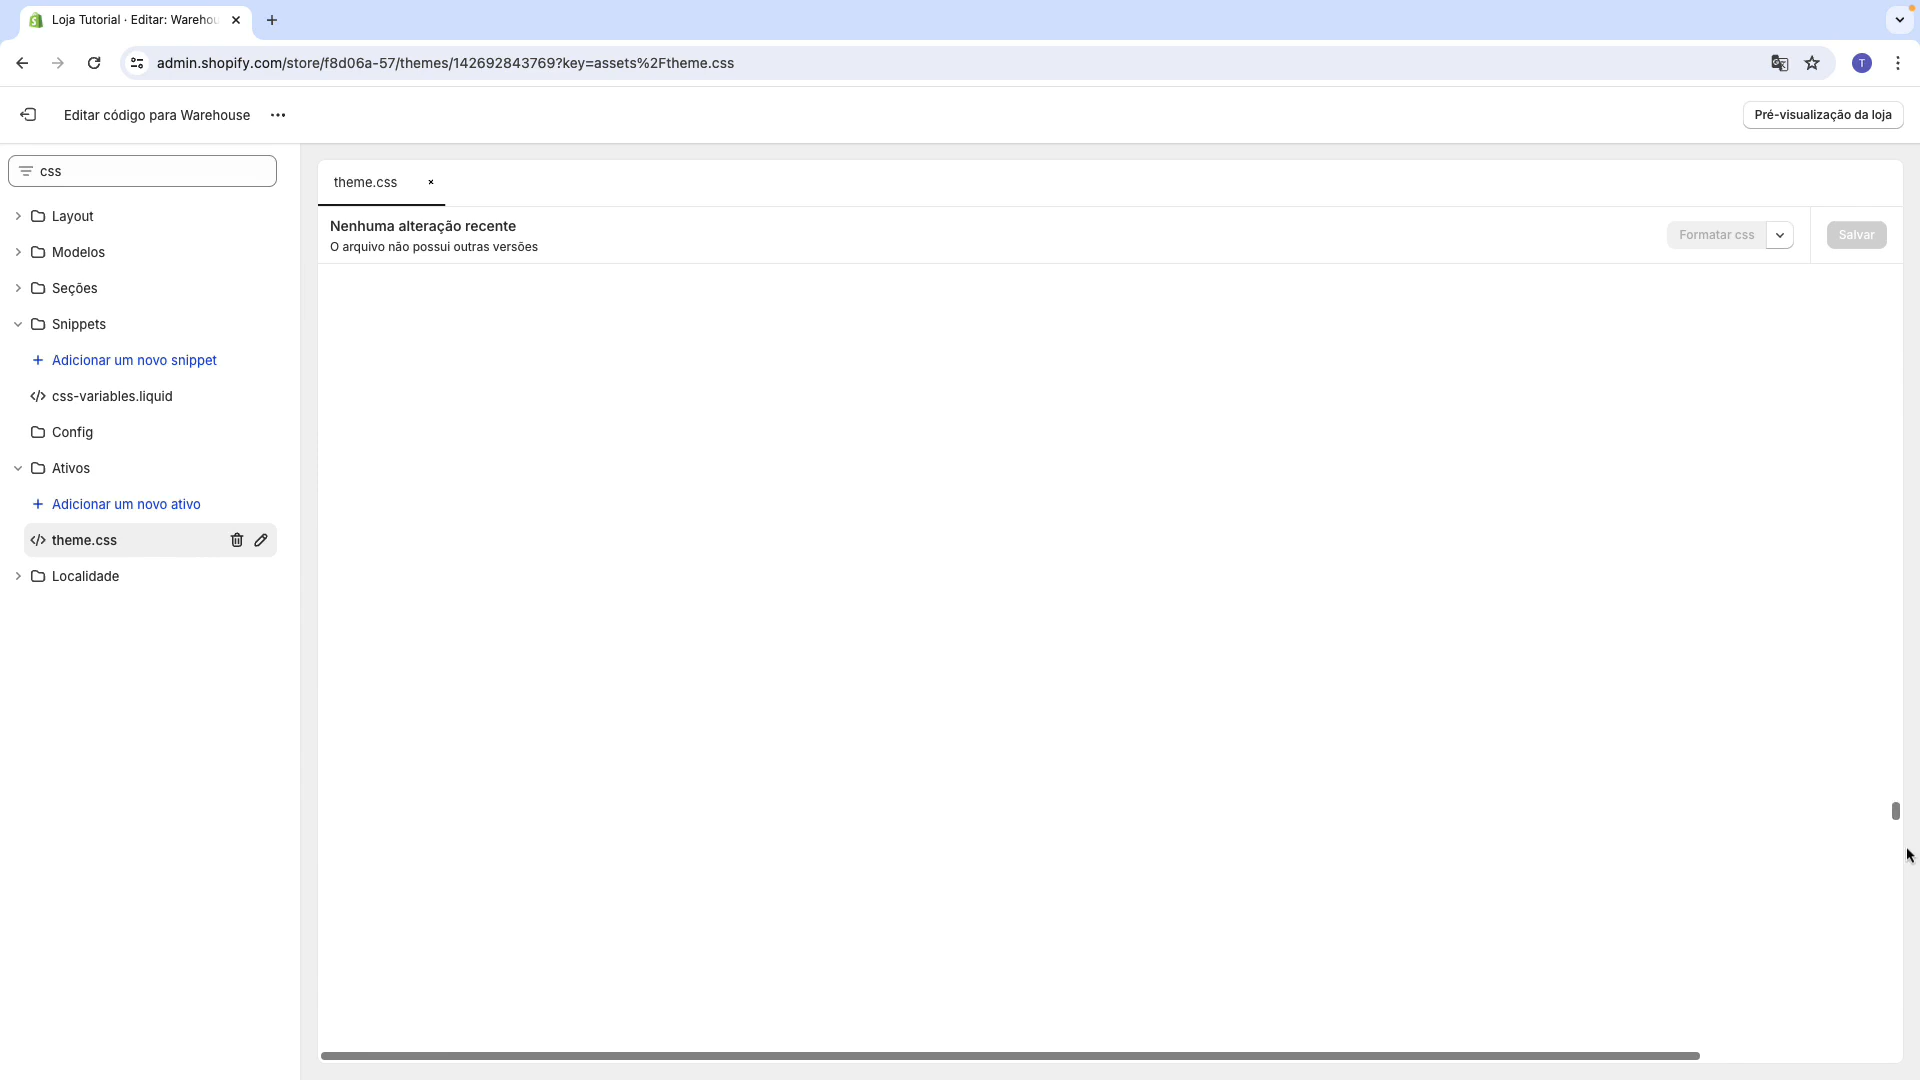 Loja Tutorial · Editar: Warehou
admin.shopify.com/store/f8d06a-57/themes/142692843769?key=assets%2Ftheme.css
T
Editar código para Warehouse
Pré-visualização da loja
css
Layout
Modelos
Seções
Snippets
Adicionar um novo snippet
css-variables.liquid
Config
Ativos
Adicionar um novo ativo
theme.css
Localidade
theme.css
Nenhuma alteração recente
O arquivo não possui outras versões
Formatar css
Salvar